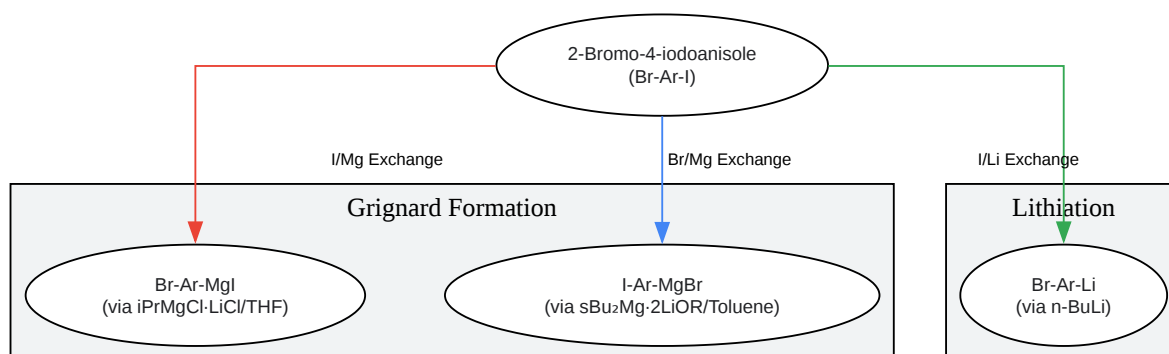 2-Bromo-4-iodoanisole
(Br-Ar-I)
I/Mg Exchange
Br/Mg Exchange
I/Li Exchange
Grignard Formation
Lithiation
Br-Ar-MgI
(via iPrMgCl·LiCl/THF)
I-Ar-MgBr
(via sBu₂Mg·2LiOR/Toluene)
Br-Ar-Li
(via n-BuLi)